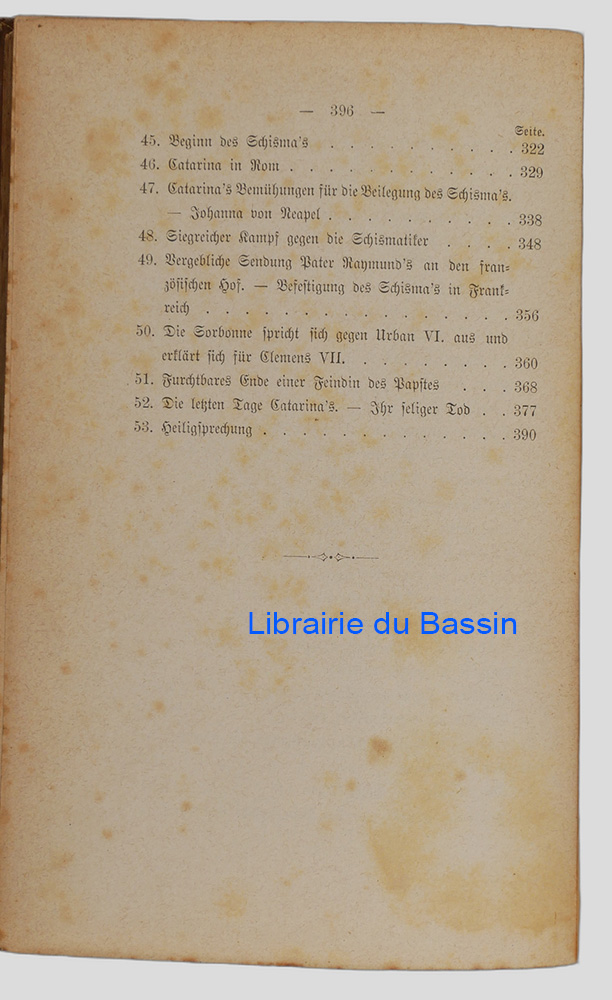 — 396 —
Seite.
45. Beginn des Schisma's . . . . . . . . . . 322
46. Catarina in Rom . . . . . . . . . . . . 329
47. Catarina's Bemühungen für die Beilegung des Schisma's.
— Johanna von Neapel . . . . . . . . . . 338
48. Siegreicher Kampf gegen die Schismatiker . . . . 348
49. Vergebliche Sendung Pater Raymund's an den fran=
zösischen Hof. — Befestigung des Schisma's in Frank=
reich . . . . . . . . . . . . . . . . 356
50. Die Sorbonne spricht sich gegen Urban VI. aus und
erklärt sich für Clemens VII. . . . . . . . . 360
51. Furchtbares Ende einer Feindin des Papstes . . . 368
52. Die letzten Tage Catarina's. — Ihr seliger Tod . . 377
53. Heiligsprechung . . . . . . . . . . . . . 390
Librairie du Bassin